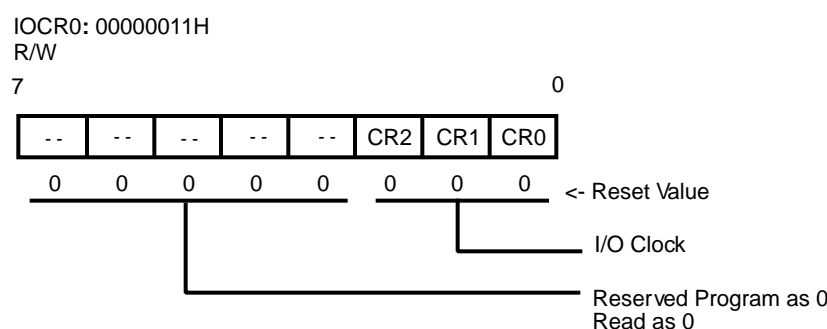 IOCR0: 00000011H
R/W
7 0
-- -- -- -- -- CR2 CR1 CR0
0 0 0 0 0 0 0 0 <- Reset Value
I/O Clock
Reserved Program as 0
Read as 0